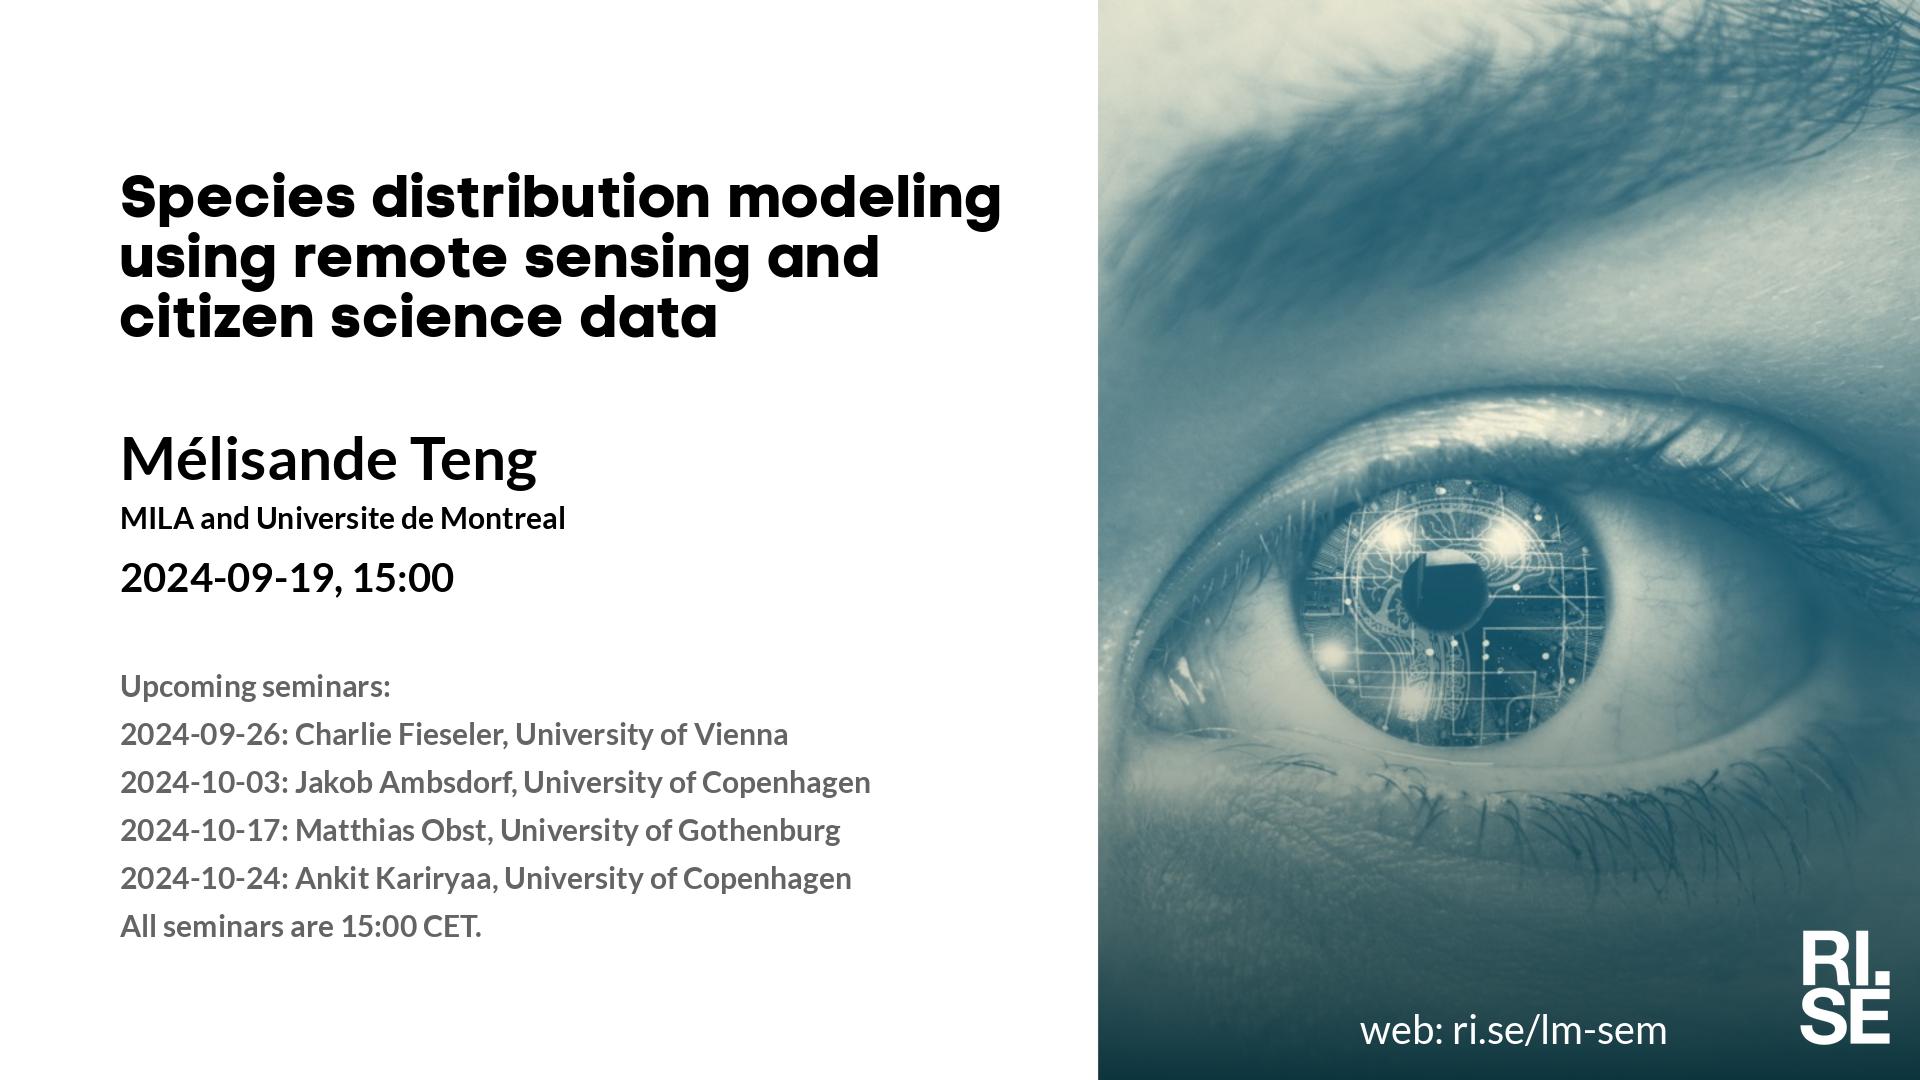 Species distribution modeling
using remote sensing and
citizen science data
Mélisande Teng
MILA and Universite de Montreal
2024-09-19, 15:00
Upcoming seminars:
2024-09-26: Charlie Fieseler, University of Vienna
2024-10-03: Jakob Ambsdorf, University of Copenhagen
2024-10-17: Matthias Obst, University of Gothenburg
2024-10-24: Ankit Kariryaa, University of Copenhagen
All seminars are 15:00 CET.
web: ri.se/lm-sem
RI.
SE